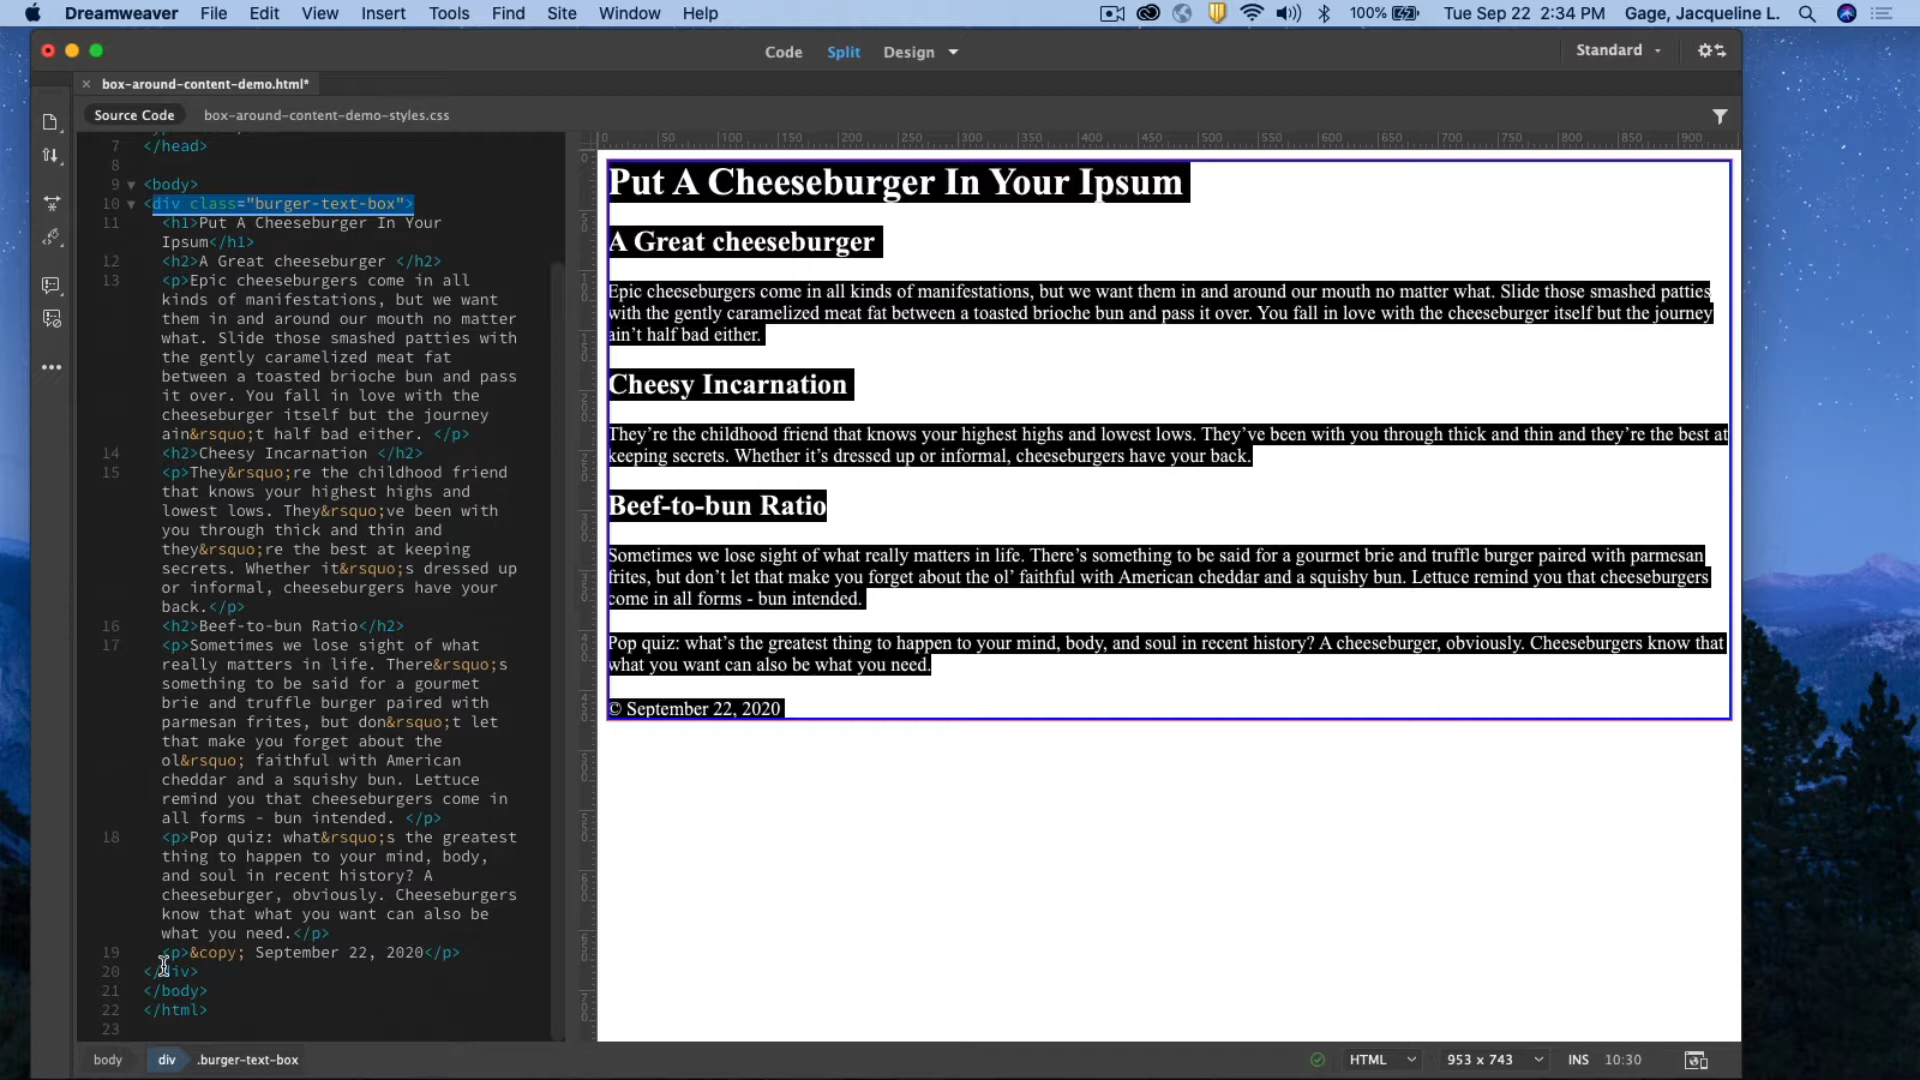 Dreamweaver File Edit View Insert Tools Find Site Window Help 100% Tue Sep 22 2:34 PM Gage, Jacqueline L.
Code Split Design Standard
box-around-content-demo.html*
Source Code box-around-content-demo-styles.css
7 </head>
8
9 <body>
10 <div class="burger-text-box">
11 <h1>Put A Cheeseburger In Your
Ipsum</h1>
12 <h2>A Great cheeseburger </h2>
13 <p>Epic cheeseburgers come in all
kinds of manifestations, but we want
them in and around our mouth no matter
what. Slide those smashed patties with
the gently caramelized meat fat
between a toasted brioche bun and pass
it over. You fall in love with the
cheeseburger itself but the journey
ain&rsquo;t half bad either. </p>
14 <h2>Cheesy Incarnation </h2>
15 <p>They&rsquo;re the childhood friend
that knows your highest highs and
lowest lows. They&rsquo;ve been with
you through thick and thin and
they&rsquo;re the best at keeping
secrets. Whether it&rsquo;s dressed up
or informal, cheeseburgers have your
back.</p>
16 <h2>Beef-to-bun Ratio</h2>
17 <p>Sometimes we lose sight of what
really matters in life. There&rsquo;s
something to be said for a gourmet
brie and truffle burger paired with
parmesan frites, but don&rsquo;t let
that make you forget about the
ol&rsquo; faithful with American
cheddar and a squishy bun. Lettuce
remind you that cheeseburgers come in
all forms - bun intended. </p>
18 <p>Pop quiz: what&rsquo;s the greatest
thing to happen to your mind, body,
and soul in recent history? A
cheeseburger, obviously. Cheeseburgers
know that what you want can also be
what you need.</p>
19 <p>&copy; September 22, 2020</p>
20 </div>
21 </body>
22 </html>
23
0 50 100 150 200 250 300 350 400 450 500 550 600 650 700 750 800 850 900
Put A Cheeseburger In Your Ipsum
A Great cheeseburger
Epic cheeseburgers come in all kinds of manifestations, but we want them in and around our mouth no matter what. Slide those smashed patties
with the gently caramelized meat fat between a toasted brioche bun and pass it over. You fall in love with the cheeseburger itself but the journey
ain’t half bad either.
Cheesy Incarnation
They’re the childhood friend that knows your highest highs and lowest lows. They’ve been with you through thick and thin and they’re the best at
keeping secrets. Whether it’s dressed up or informal, cheeseburgers have your back.
Beef-to-bun Ratio
Sometimes we lose sight of what really matters in life. There’s something to be said for a gourmet brie and truffle burger paired with parmesan
frites, but don’t let that make you forget about the ol’ faithful with American cheddar and a squishy bun. Lettuce remind you that cheeseburgers
come in all forms - bun intended.
Pop quiz: what’s the greatest thing to happen to your mind, body, and soul in recent history? A cheeseburger, obviously. Cheeseburgers know that
what you want can also be what you need.
© September 22, 2020
body div .burger-text-box HTML 953 x 743 INS 10:30